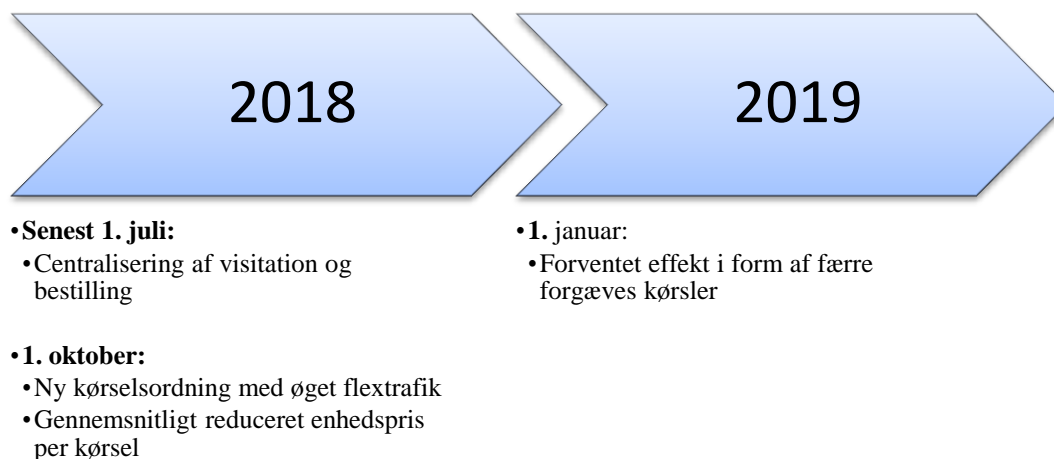 2018
•Senest 1. juli:
•Centralisering af visitation og
bestilling
•1. oktober:
•Ny kørselsordning med øget flextrafik
•Gennemsnitligt reduceret enhedspris
per kørsel
2019
•1. januar:
•Forventet effekt i form af færre
forgæves kørsler